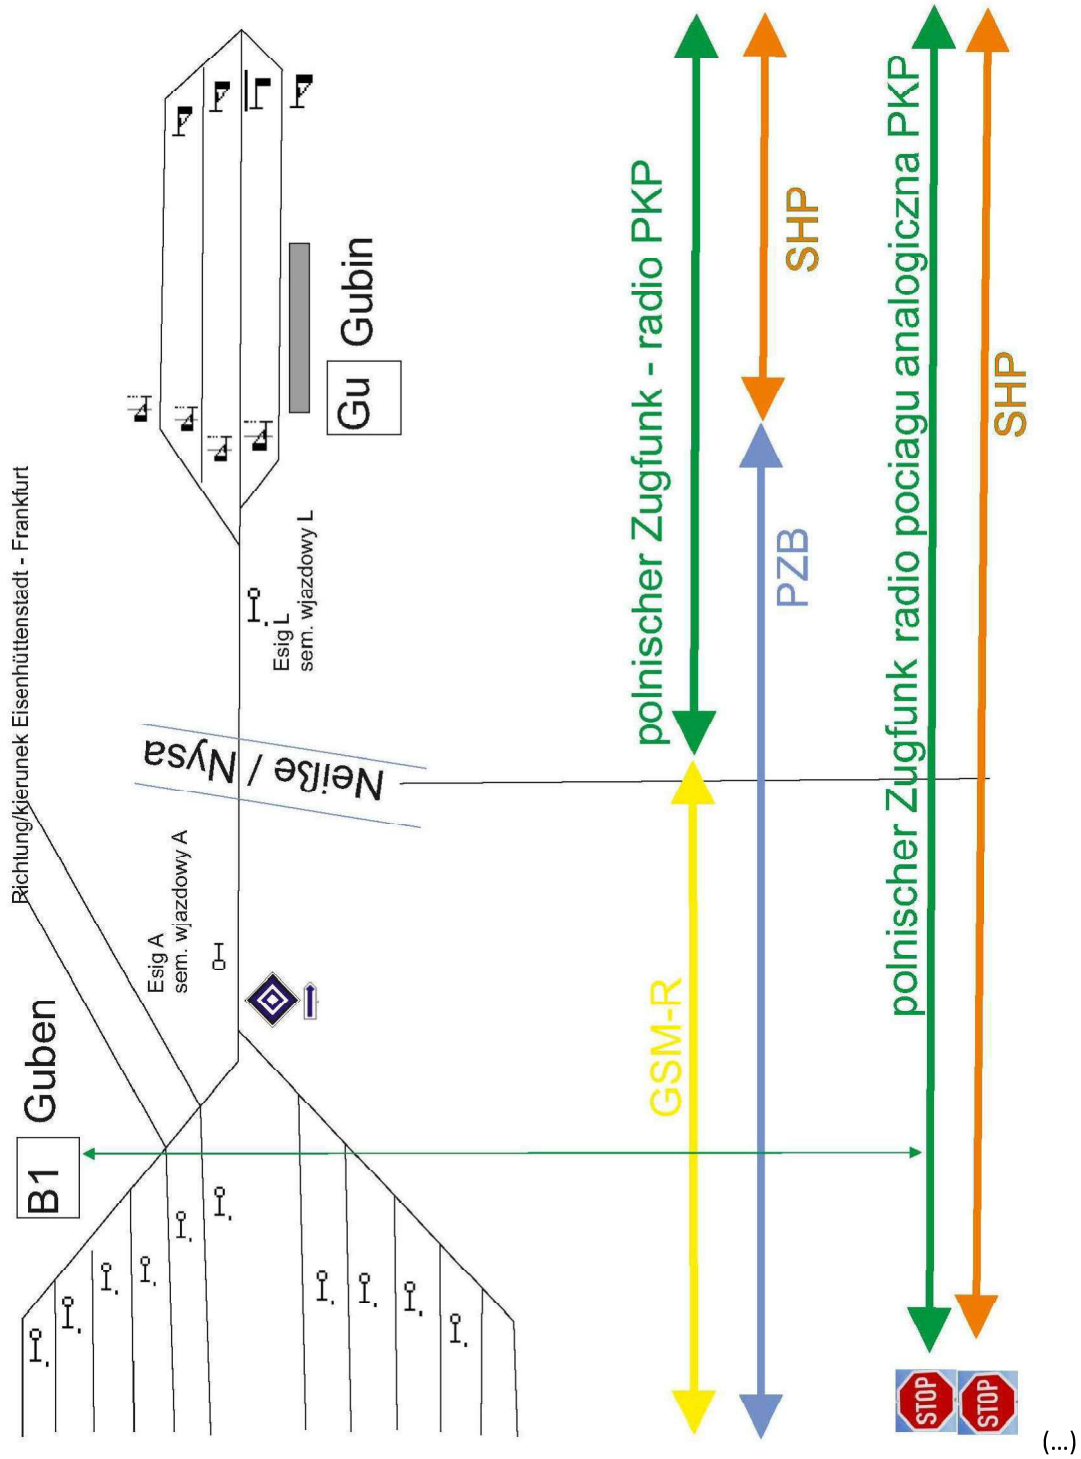 Richtung/kierunek Eisenhüttenstadt - Frankfurt
B1 Guben
Esig A
sem. wjazdowy A
Neiße / Nysa
Esig L
sem. wjazdowy L
Gu Gubin
GSM-R
polnischer Zugfunk - radio PKP
PZB
SHP
polnischer Zugfunk radio pociagu analogiczna PKP
SHP
STOP
STOP
(...)